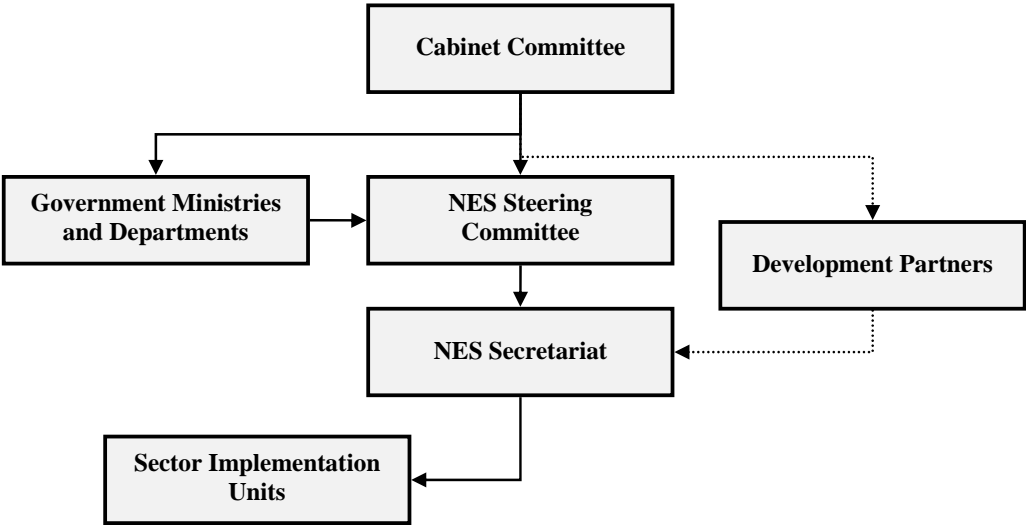 Cabinet Committee
Government Ministries
and Departments
NES Steering
Committee
Development Partners
NES Secretariat
Sector Implementation
Units